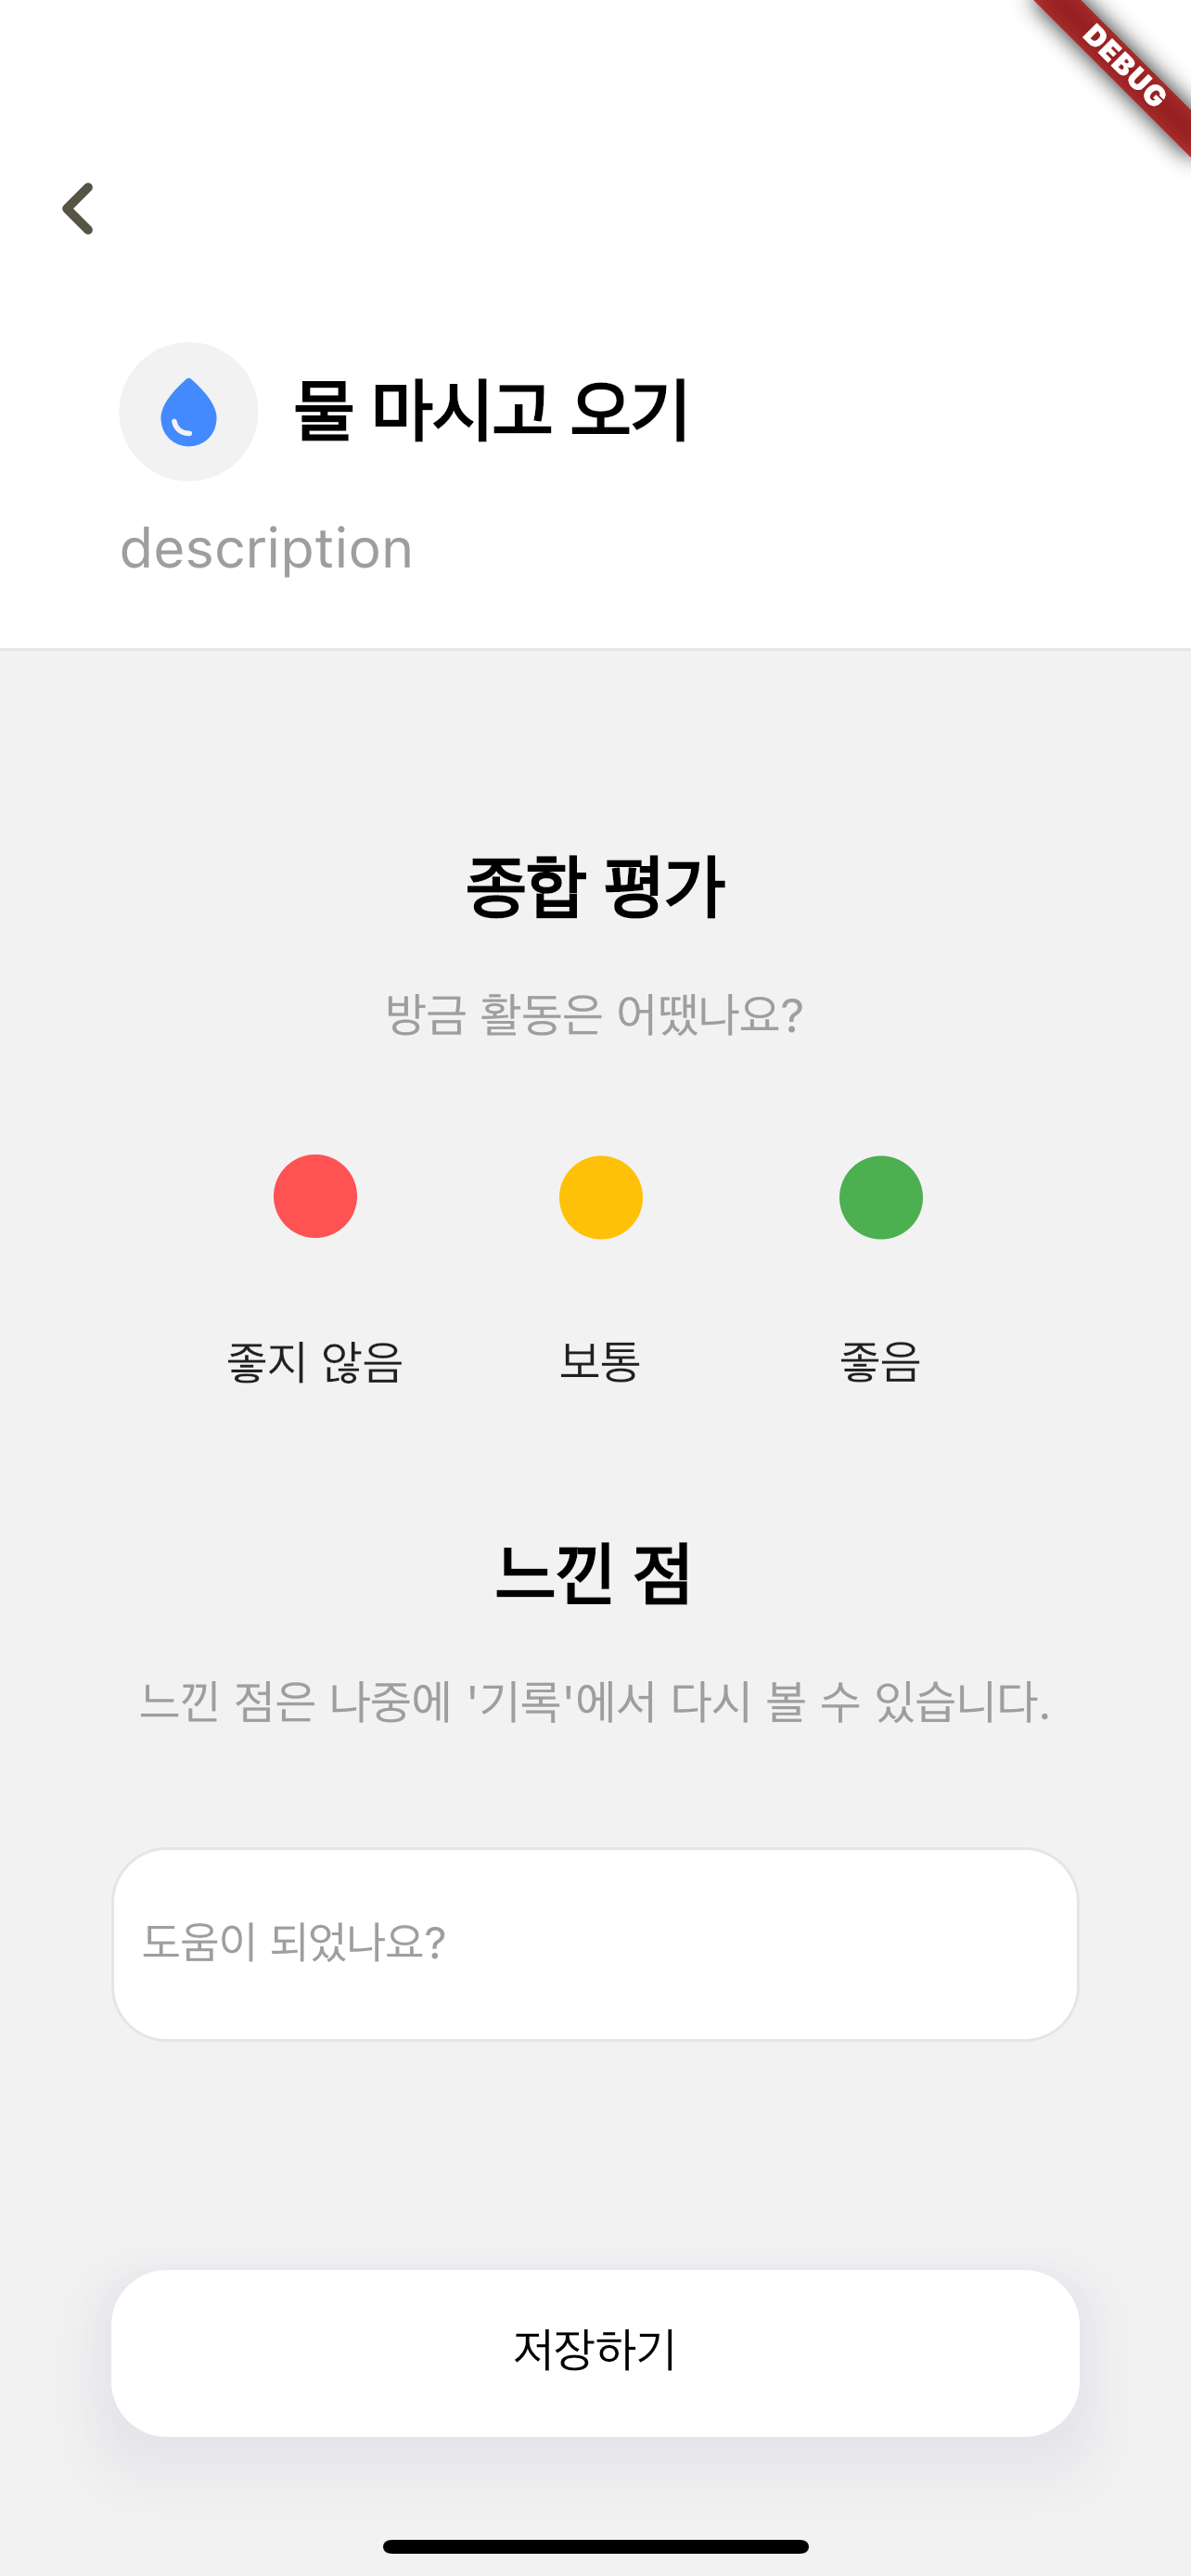 DEBUG
물 마시고 오기
description
종합 평가
방금 활동은 어땠나요?
좋지 않음 보통 좋음
느낀 점
느낀 점은 나중에 '기록'에서 다시 볼 수 있습니다.
도움이 되었나요?
저장하기